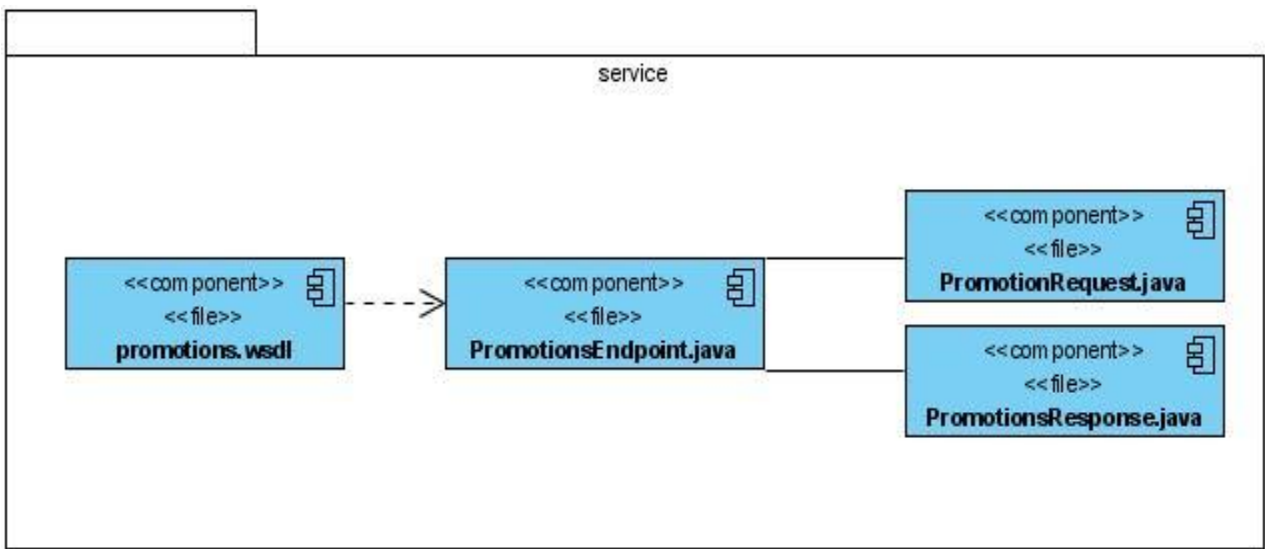 service
<<component>>
<<file>>
promotions.wsdl
<<component>>
<<file>>
PromotionsEndpoint.java
<<component>>
<<file>>
PromotionRequest.java
<<component>>
<<file>>
PromotionsResponse.java